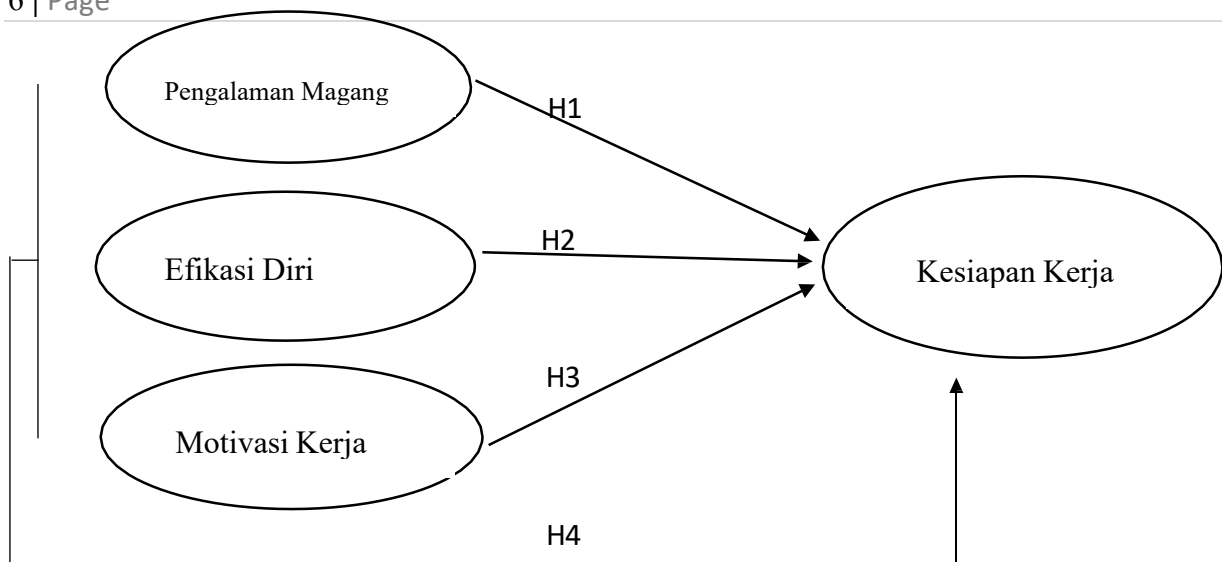 6 | Page
Pengalaman Magang
H1
H2
Efikasi Diri
Kesiapan Kerja
H3
Motivasi Kerja
H4